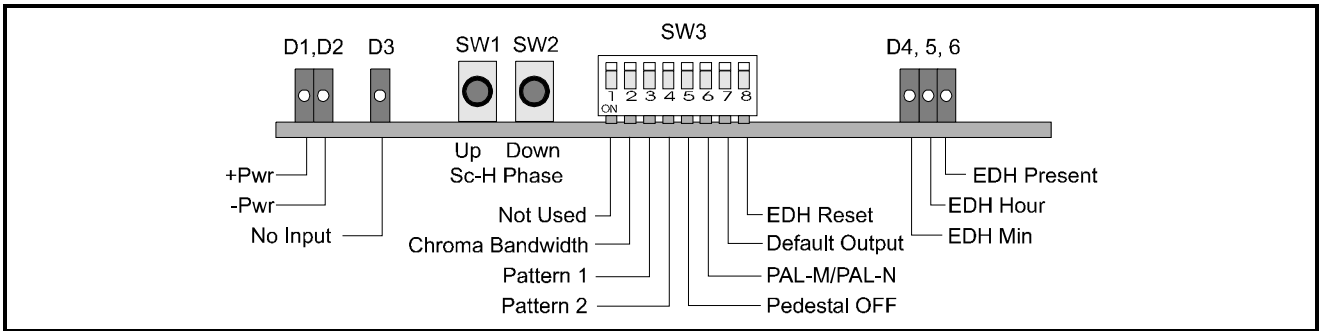 D1,D2 D3 SW1 SW2 SW3 D4, 5, 6
1 2 3 4 5 6 7 8
ON
Up Down
Sc-H Phase
+Pwr
-Pwr
No Input
Not Used
Chroma Bandwidth
Pattern 1
Pattern 2
EDH Reset
Default Output
PAL-M/PAL-N
Pedestal OFF
EDH Present
EDH Hour
EDH Min